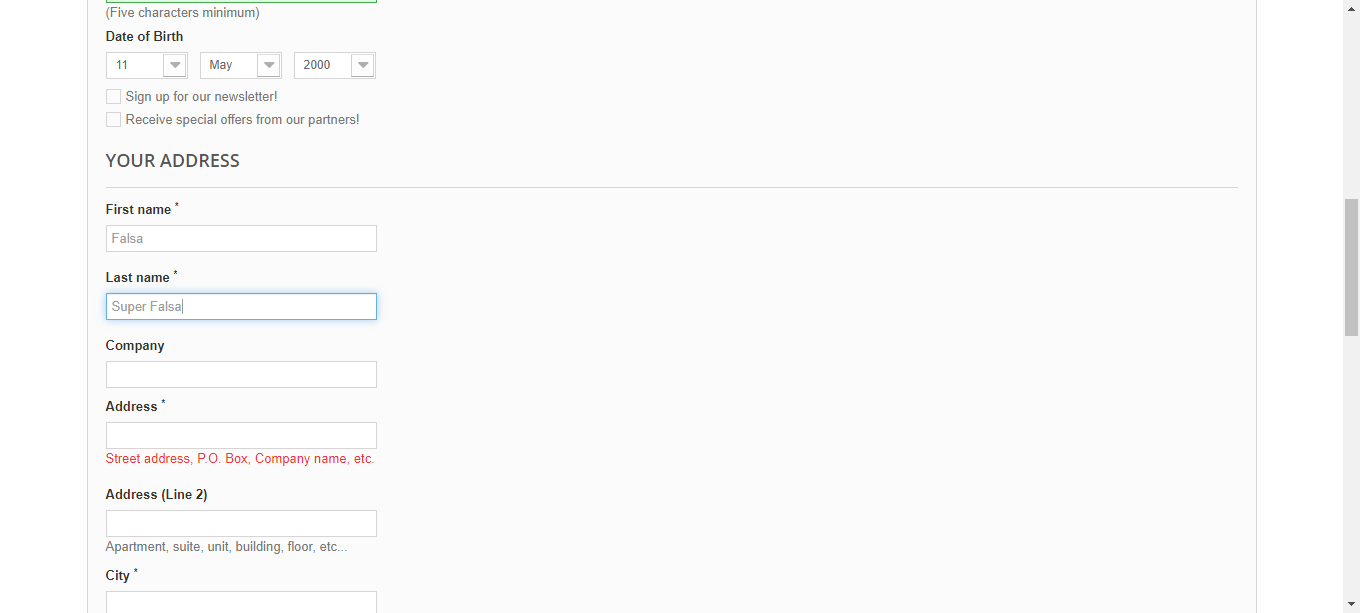 (Five characters minimum)
Date of Birth
11 May 2000
Sign up for our newsletter!
Receive special offers from our partners!
YOUR ADDRESS
First name *
Falsa
Last name *
Super Falsa
Company
Address *
Street address, P.O. Box, Company name, etc.
Address (Line 2)
Apartment, suite, unit, building, floor, etc...
City *